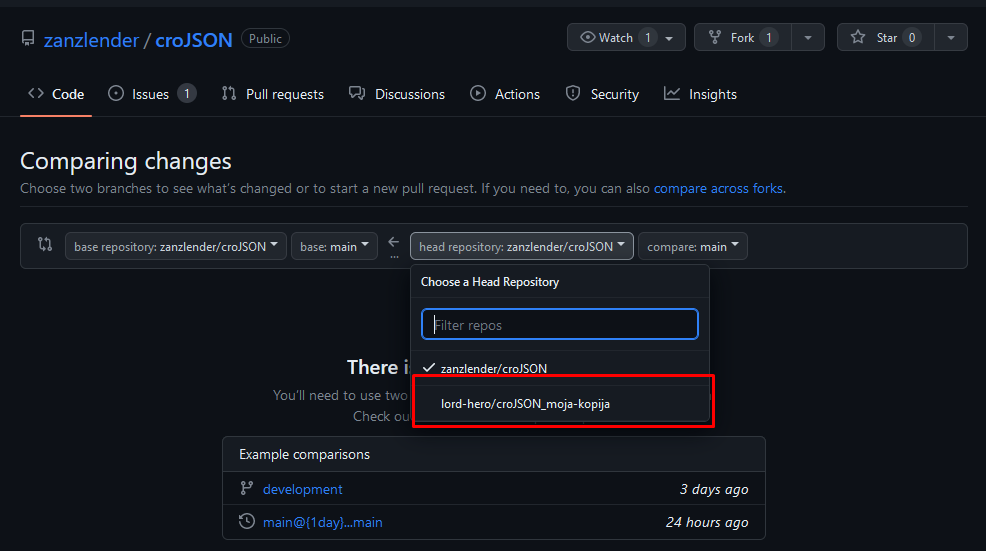 zanzlender / croJSON Public
Watch 1 Fork 1 Star 0
Code Issues 1 Pull requests Discussions Actions Security Insights
Comparing changes
Choose two branches to see what's changed or to start a new pull request. If you need to, you can also compare across forks.
base repository: zanzlender/croJSON base: main ← ... head repository: zanzlender/croJSON compare: main
Choose a Head Repository
Filter repos
There
zanzlender/croJSON
You'll need to use two
lord-hero/croJSON_moja-kopija
Check
Example comparisons
development 3 days ago
main@{1day}...main 24 hours ago